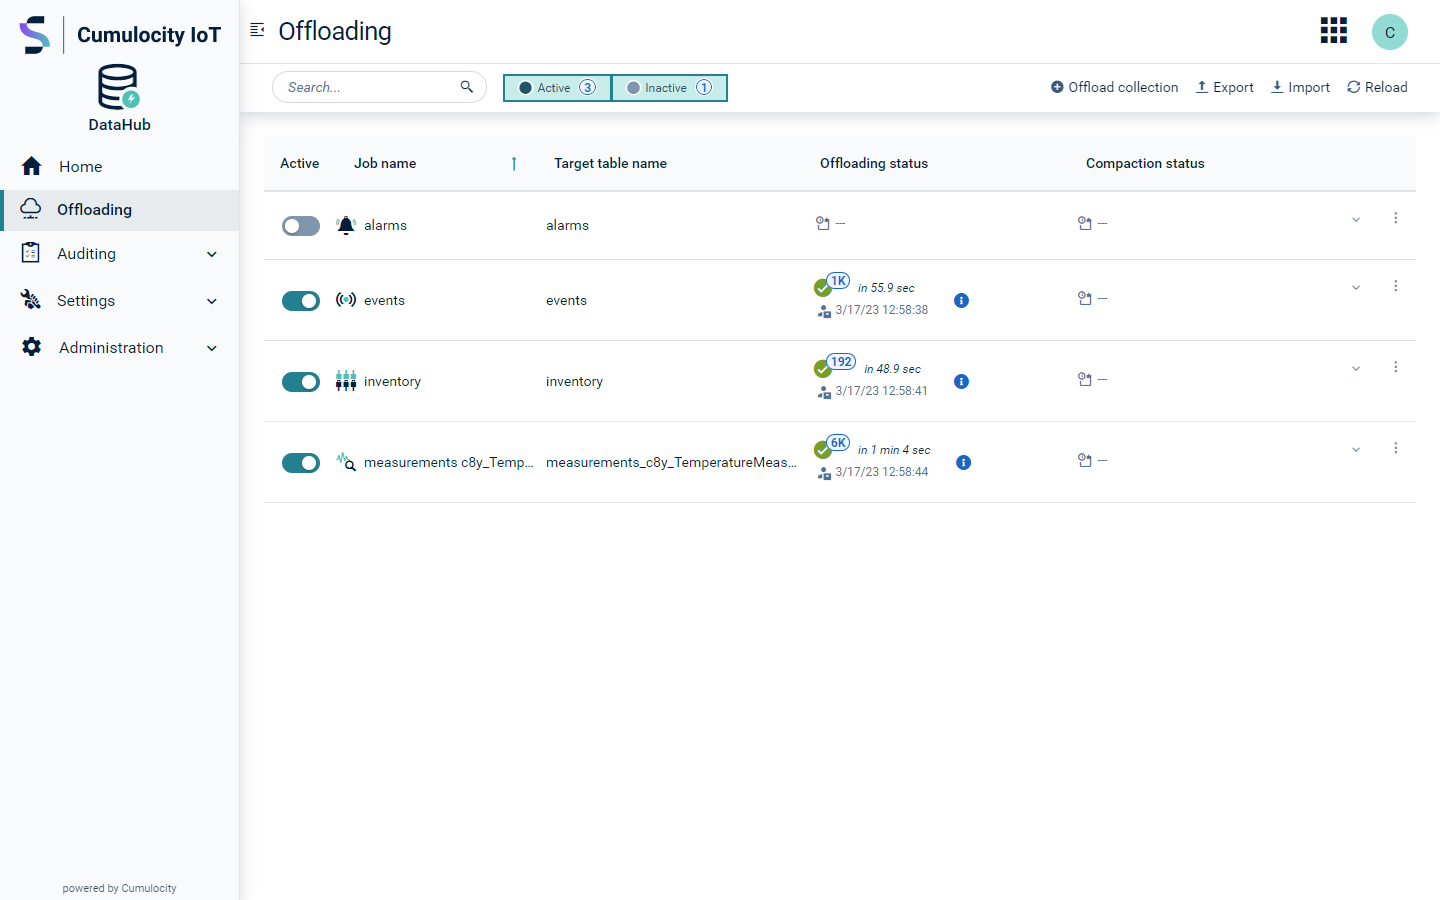 Cumulocity IoT
DataHub
Home
Offloading
Auditing
Settings
Administration
powered by Cumulocity
Offloading
C
Search...
Active 3
Inactive 1
Offload collection
Export
Import
Reload
Active Job name Target table name Offloading status Compaction status
alarms alarms --- ---
events events 1K in 55.9 sec ---
3/17/23 12:58:38
inventory inventory 192 in 48.9 sec ---
3/17/23 12:58:41
measurements c8y_Temp... measurements_c8y_TemperatureMeas... 6K in 1 min 4 sec ---
3/17/23 12:58:44